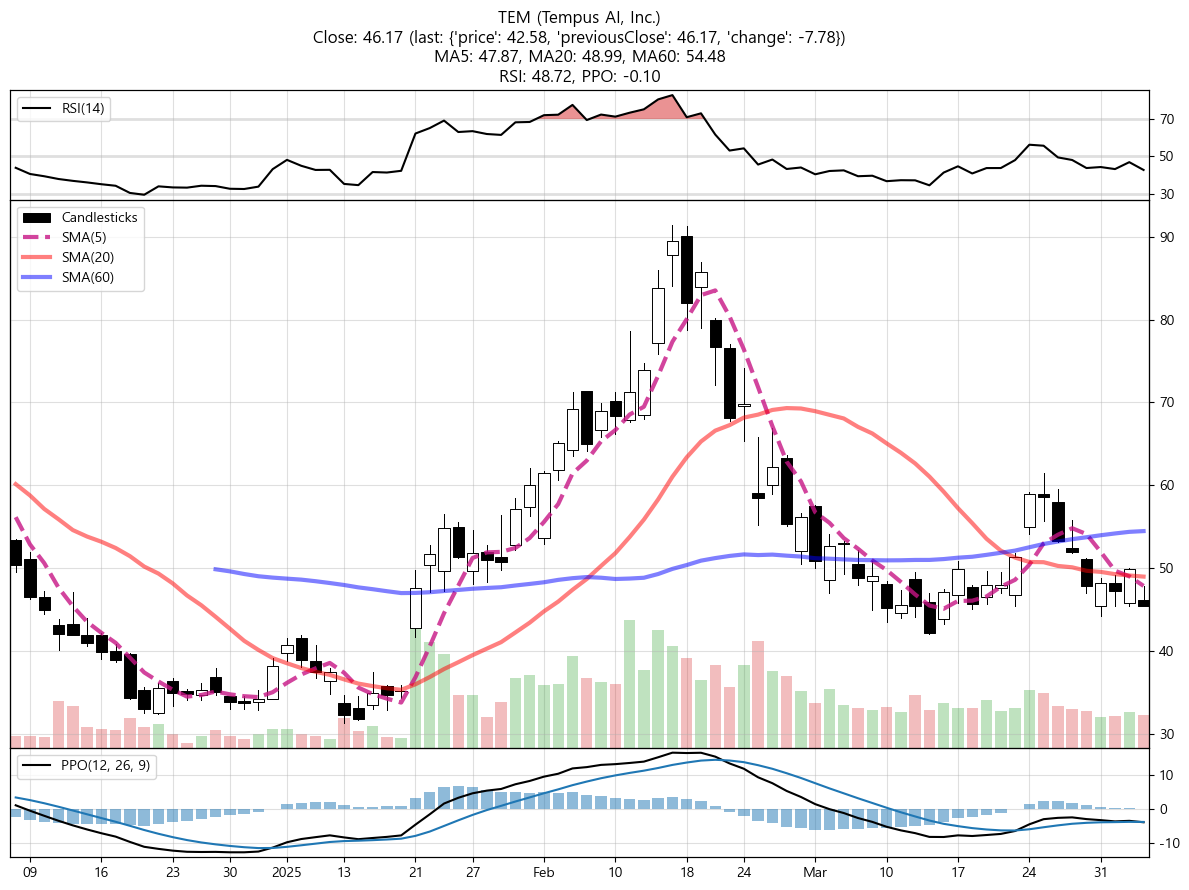 TEM (Tempus AI, Inc.)
Close: 46.17 (last: {'price': 42.58, 'previousClose': 46.17, 'change': -7.78})
MA5: 47.87, MA20: 48.99, MA60: 54.48
RSI: 48.72, PPO: -0.10
RSI(14)
70
50
30
Candlesticks
SMA(5)
SMA(20)
SMA(60)
90
80
70
60
50
40
30
PPO(12, 26, 9)
10
0
-10
09 16 23 30 2025 13 21 27 Feb 10 18 24 Mar 10 17 24 31